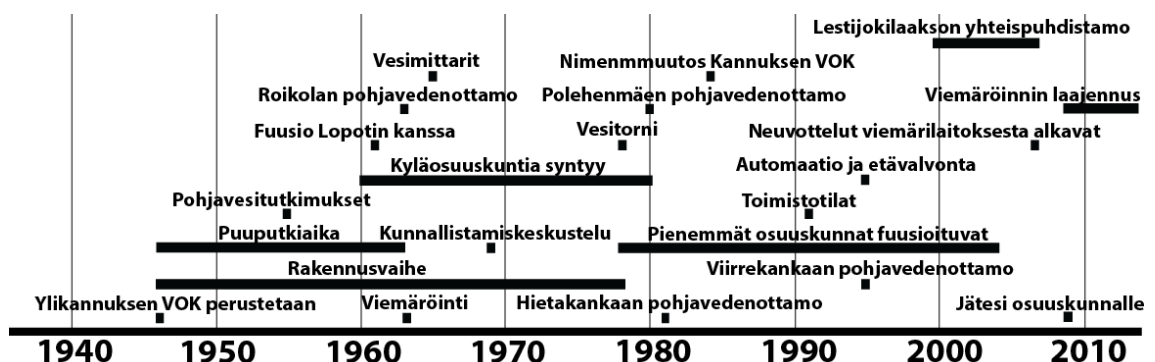 Lestijokilaakson yhteispuhdistamo
Vesimittarit
Nimenmmuutos Kannuksen VOK
Roikolan pohjavedenottamo
Polehenmäen pohjavedenottamo
Viemäröinnin laajennus
Fuusio Lopotin kanssa
Vesitorni
Neuvottelut viemärilaitoksesta alkavat
Kyläosuuskuntia syntyy
Automaatio ja etävalvonta
Pohjavesitutkimukset
Toimistotilat
Puuputkiaika
Kunnallistamiskeskustelu
Pienemmät osuuskunnat fuusioituvat
Rakennusvaihe
Viirrekankaan pohjavedenottamo
Ylikannuksen VOK perustetaan
Viemäröinti
Hietakankaan pohjavedenottamo
Jätesi osuuskunnalle
1940 1950 1960 1970 1980 1990 2000 2010